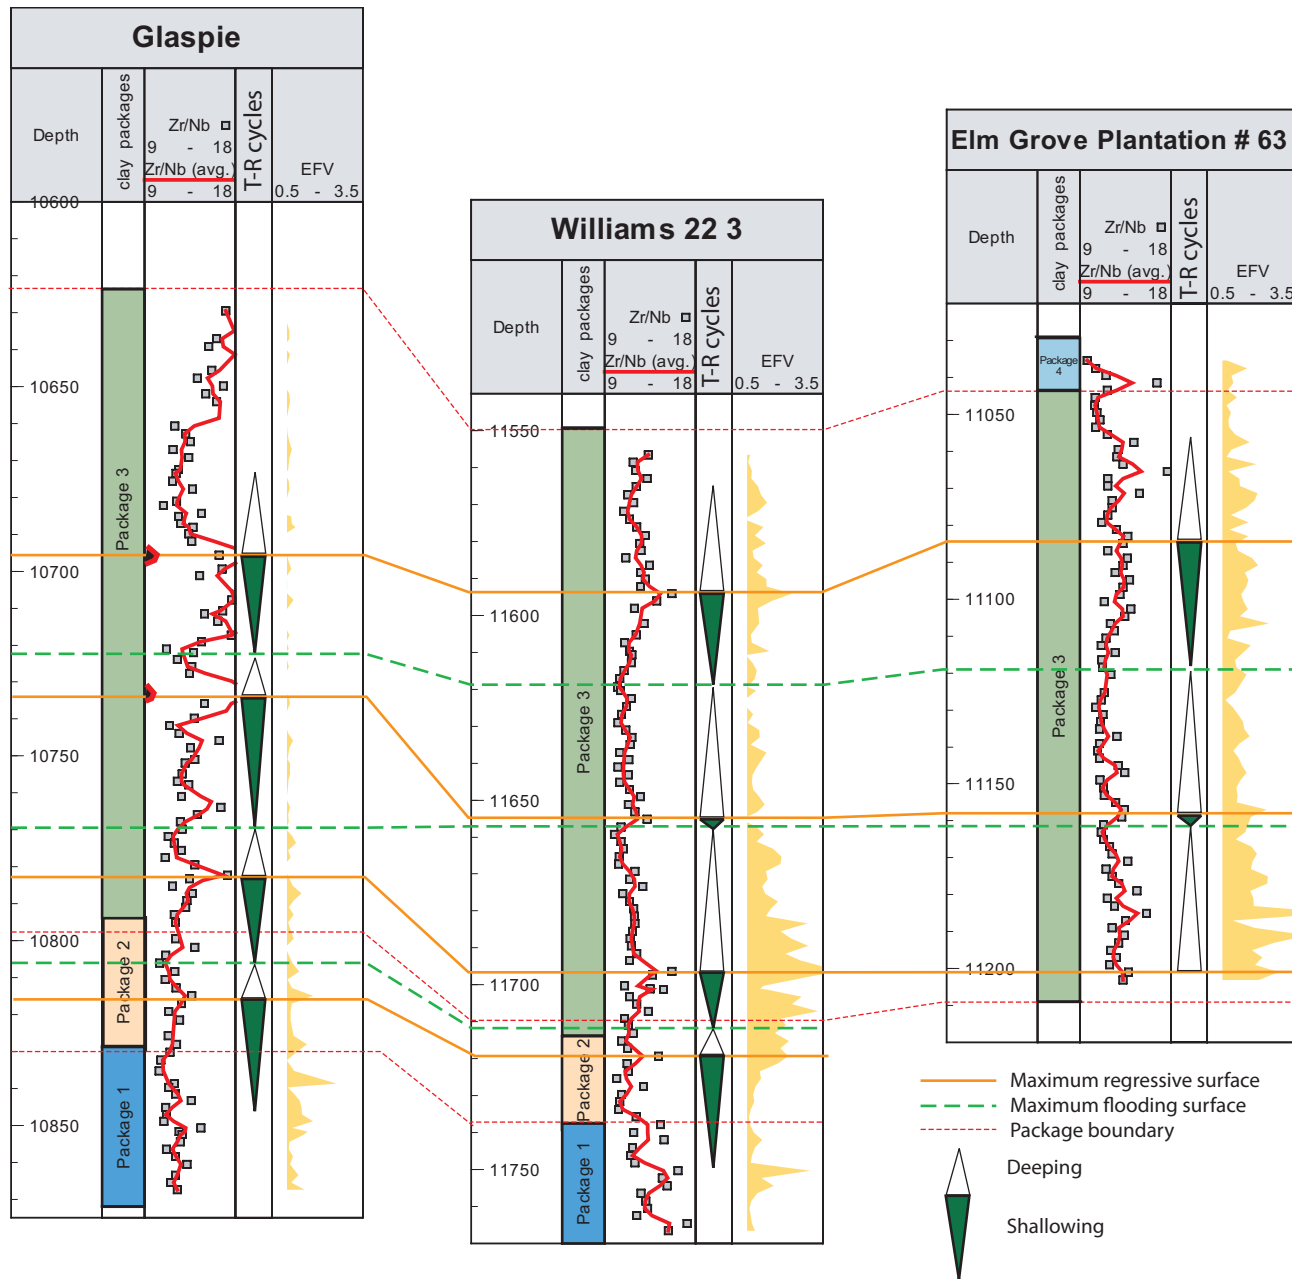 Glaspie
Depth
clay packages
Zr/Nb
9 - 18
Zr/Nb (avg.)
9 - 18
T-R cycles
EFV
0.5 - 3.5
10600
10650
10700
10750
10800
10850
Package 3
Package 2
Package 1
Williams 22 3
Depth
clay packages
Zr/Nb
9 - 18
Zr/Nb (avg.)
9 - 18
T-R cycles
EFV
0.5 - 3.5
11550
11600
11650
11700
11750
Package 3
Package 2
Package 1
Elm Grove Plantation # 63
Depth
clay packages
Zr/Nb
9 - 18
Zr/Nb (avg.)
9 - 18
T-R cycles
EFV
0.5 - 3.5
11050
11100
11150
11200
Package
4
Package 3
Maximum regressive surface
Maximum flooding surface
Package boundary
Deeping
Shallowing